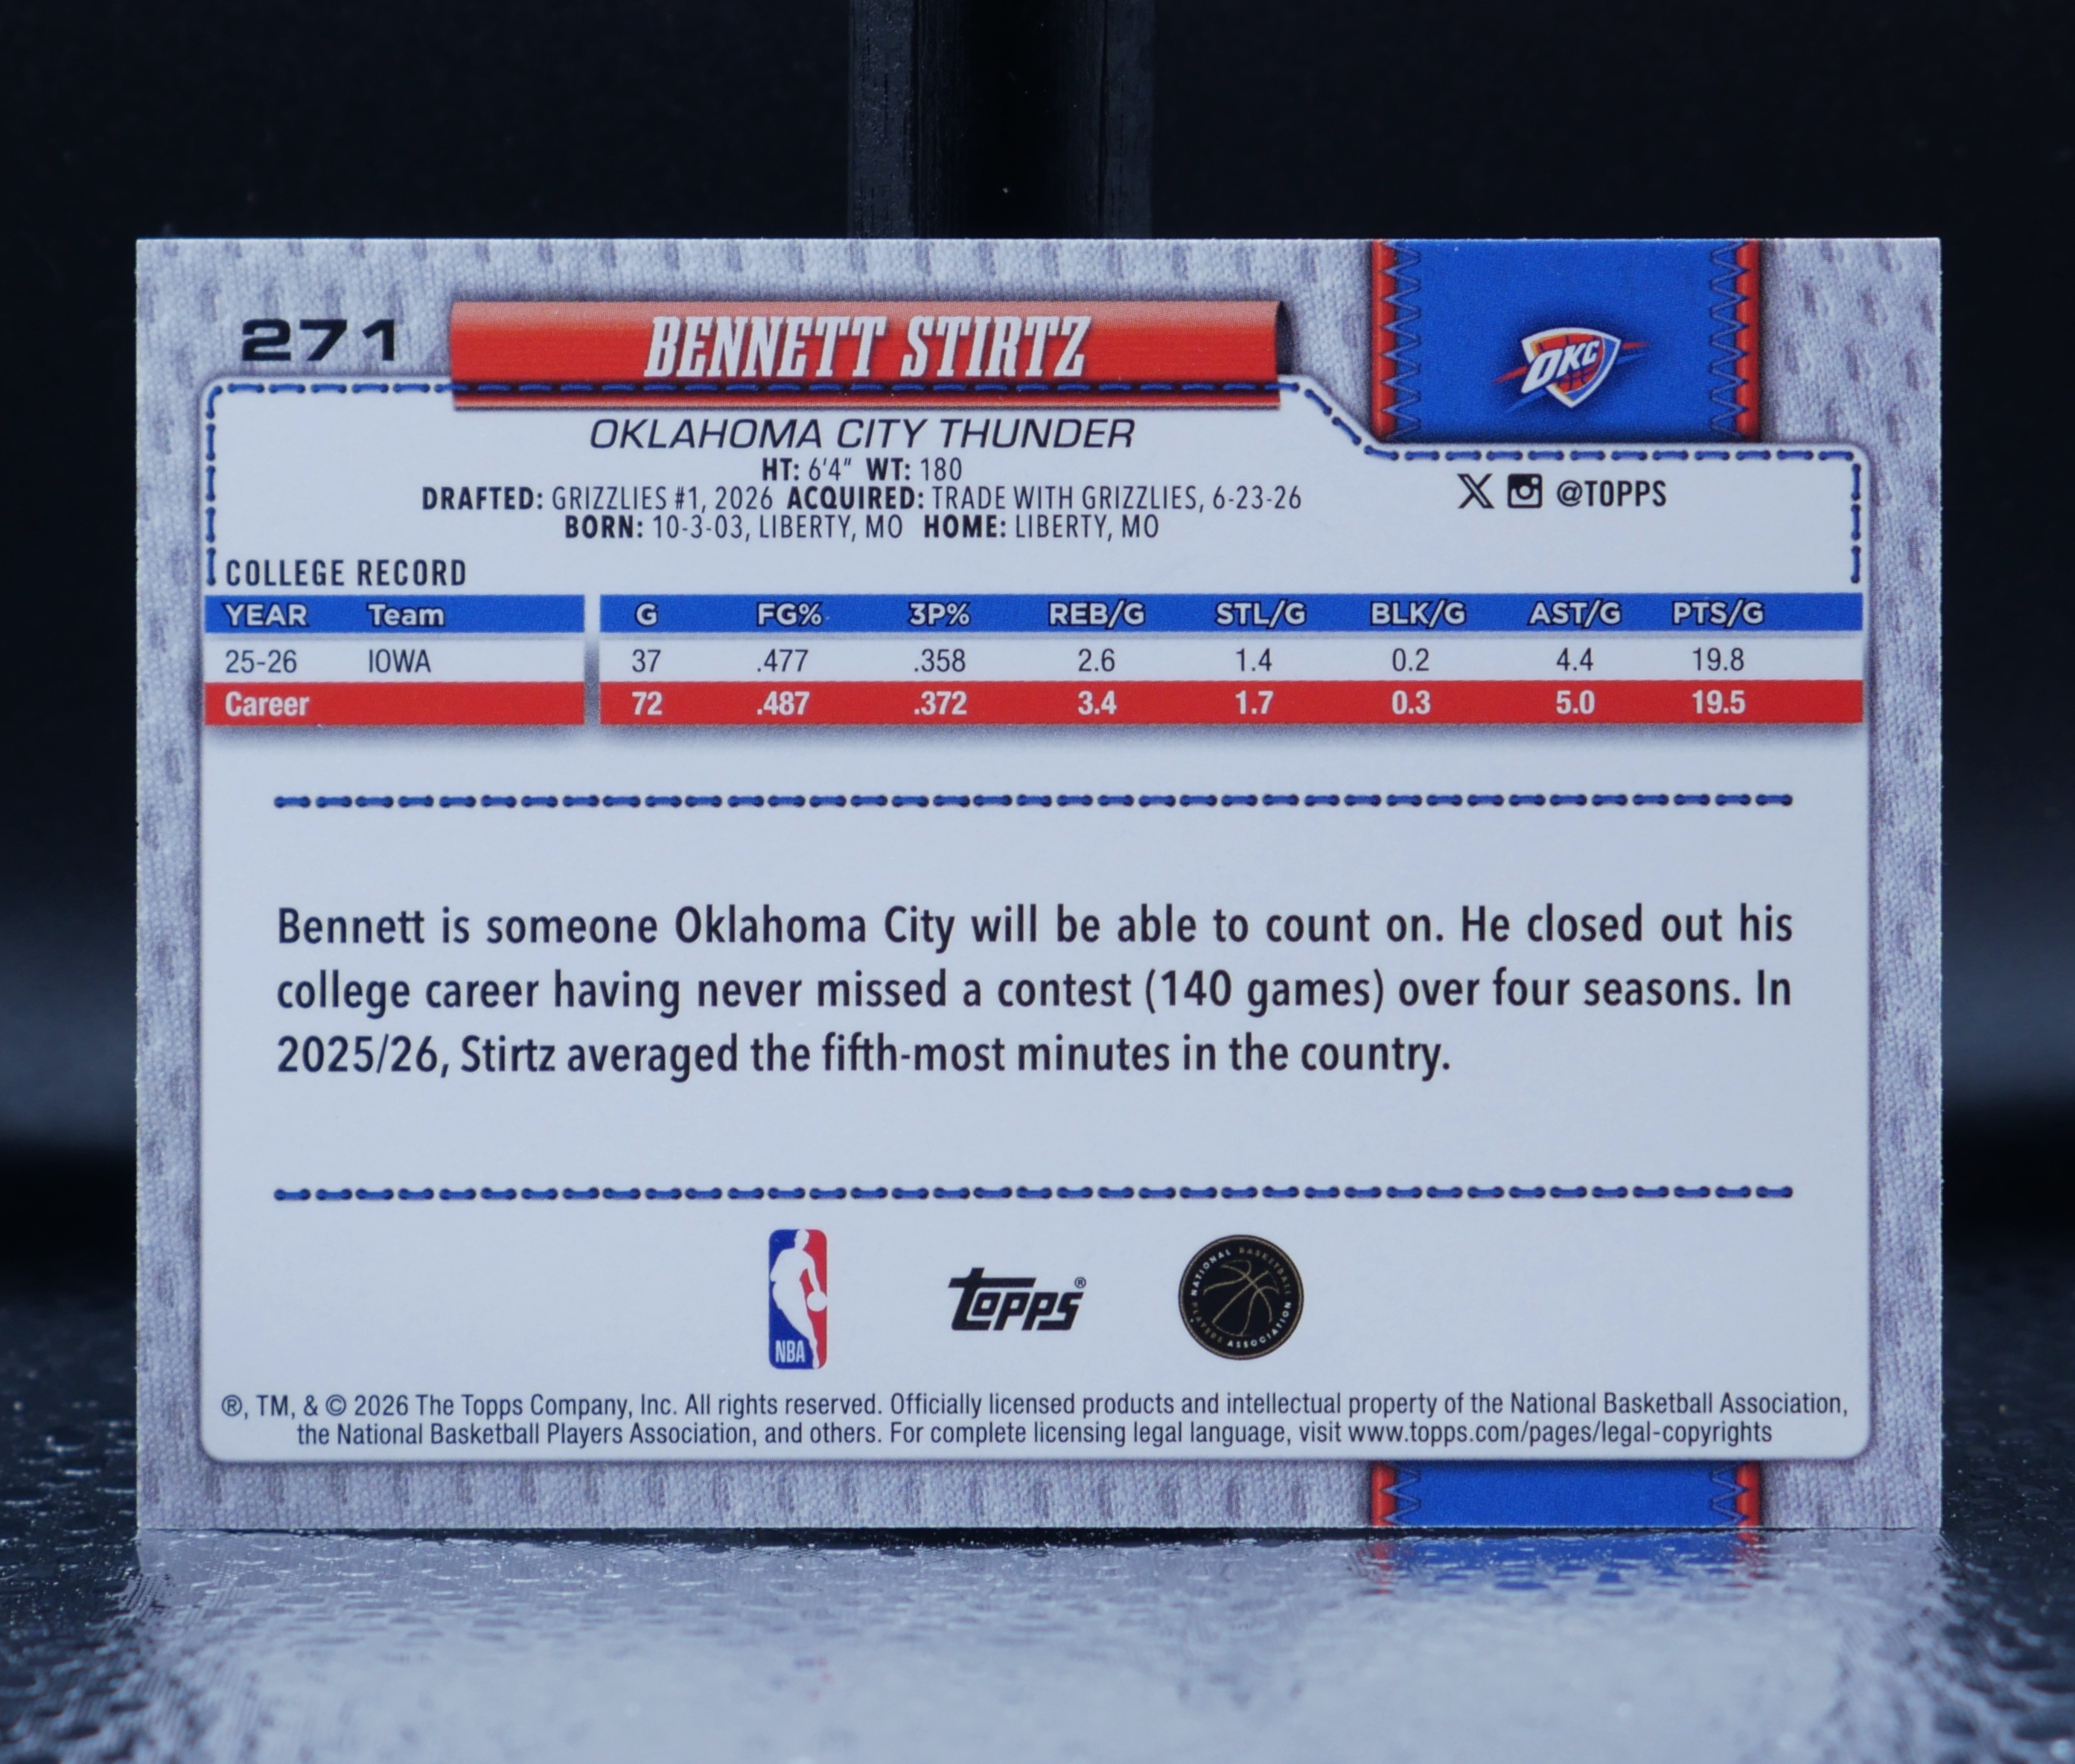 271
BENNETT STIRTZ
OKC
OKLAHOMA CITY THUNDER
HT: 6'4" WT: 180
DRAFTED: GRIZZLIES #1, 2026 ACQUIRED: TRADE WITH GRIZZLIES, 6-23-26
BORN: 10-3-03, LIBERTY, MO HOME: LIBERTY, MO
@TOPPS
COLLEGE RECORD
YEAR Team G FG% 3P% REB/G STL/G BLK/G AST/G PTS/G
25-26 IOWA 37 .477 .358 2.6 1.4 0.2 4.4 19.8
Career 72 .487 .372 3.4 1.7 0.3 5.0 19.5
Bennett is someone Oklahoma City will be able to count on. He closed out his
college career having never missed a contest (140 games) over four seasons. In
2025/26, Stirtz averaged the fifth-most minutes in the country.
NBA
Topps®
NATIONAL BASKETBALL PLAYERS ASSOCIATION
®, TM, & © 2026 The Topps Company, Inc. All rights reserved. Officially licensed products and intellectual property of the National Basketball Association,
the National Basketball Players Association, and others. For complete licensing legal language, visit www.topps.com/pages/legal-copyrights